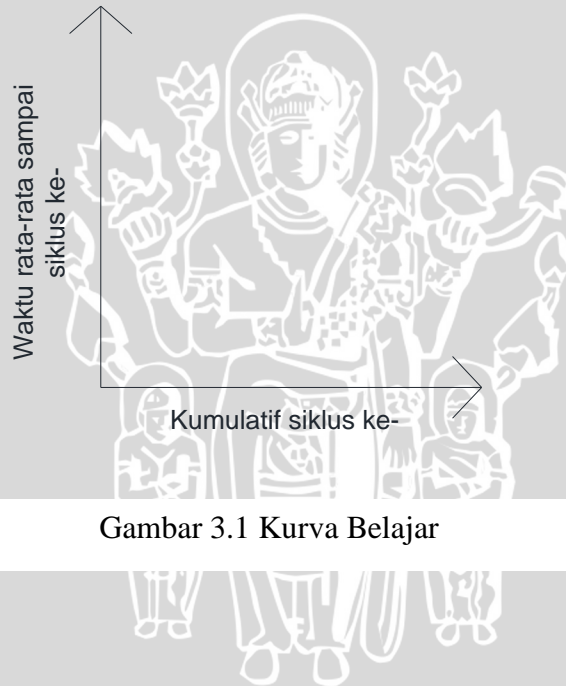 Waktu rata-rata sampai
siklus ke-
Kumulatif siklus ke-
Gambar 3.1 Kurva Belajar